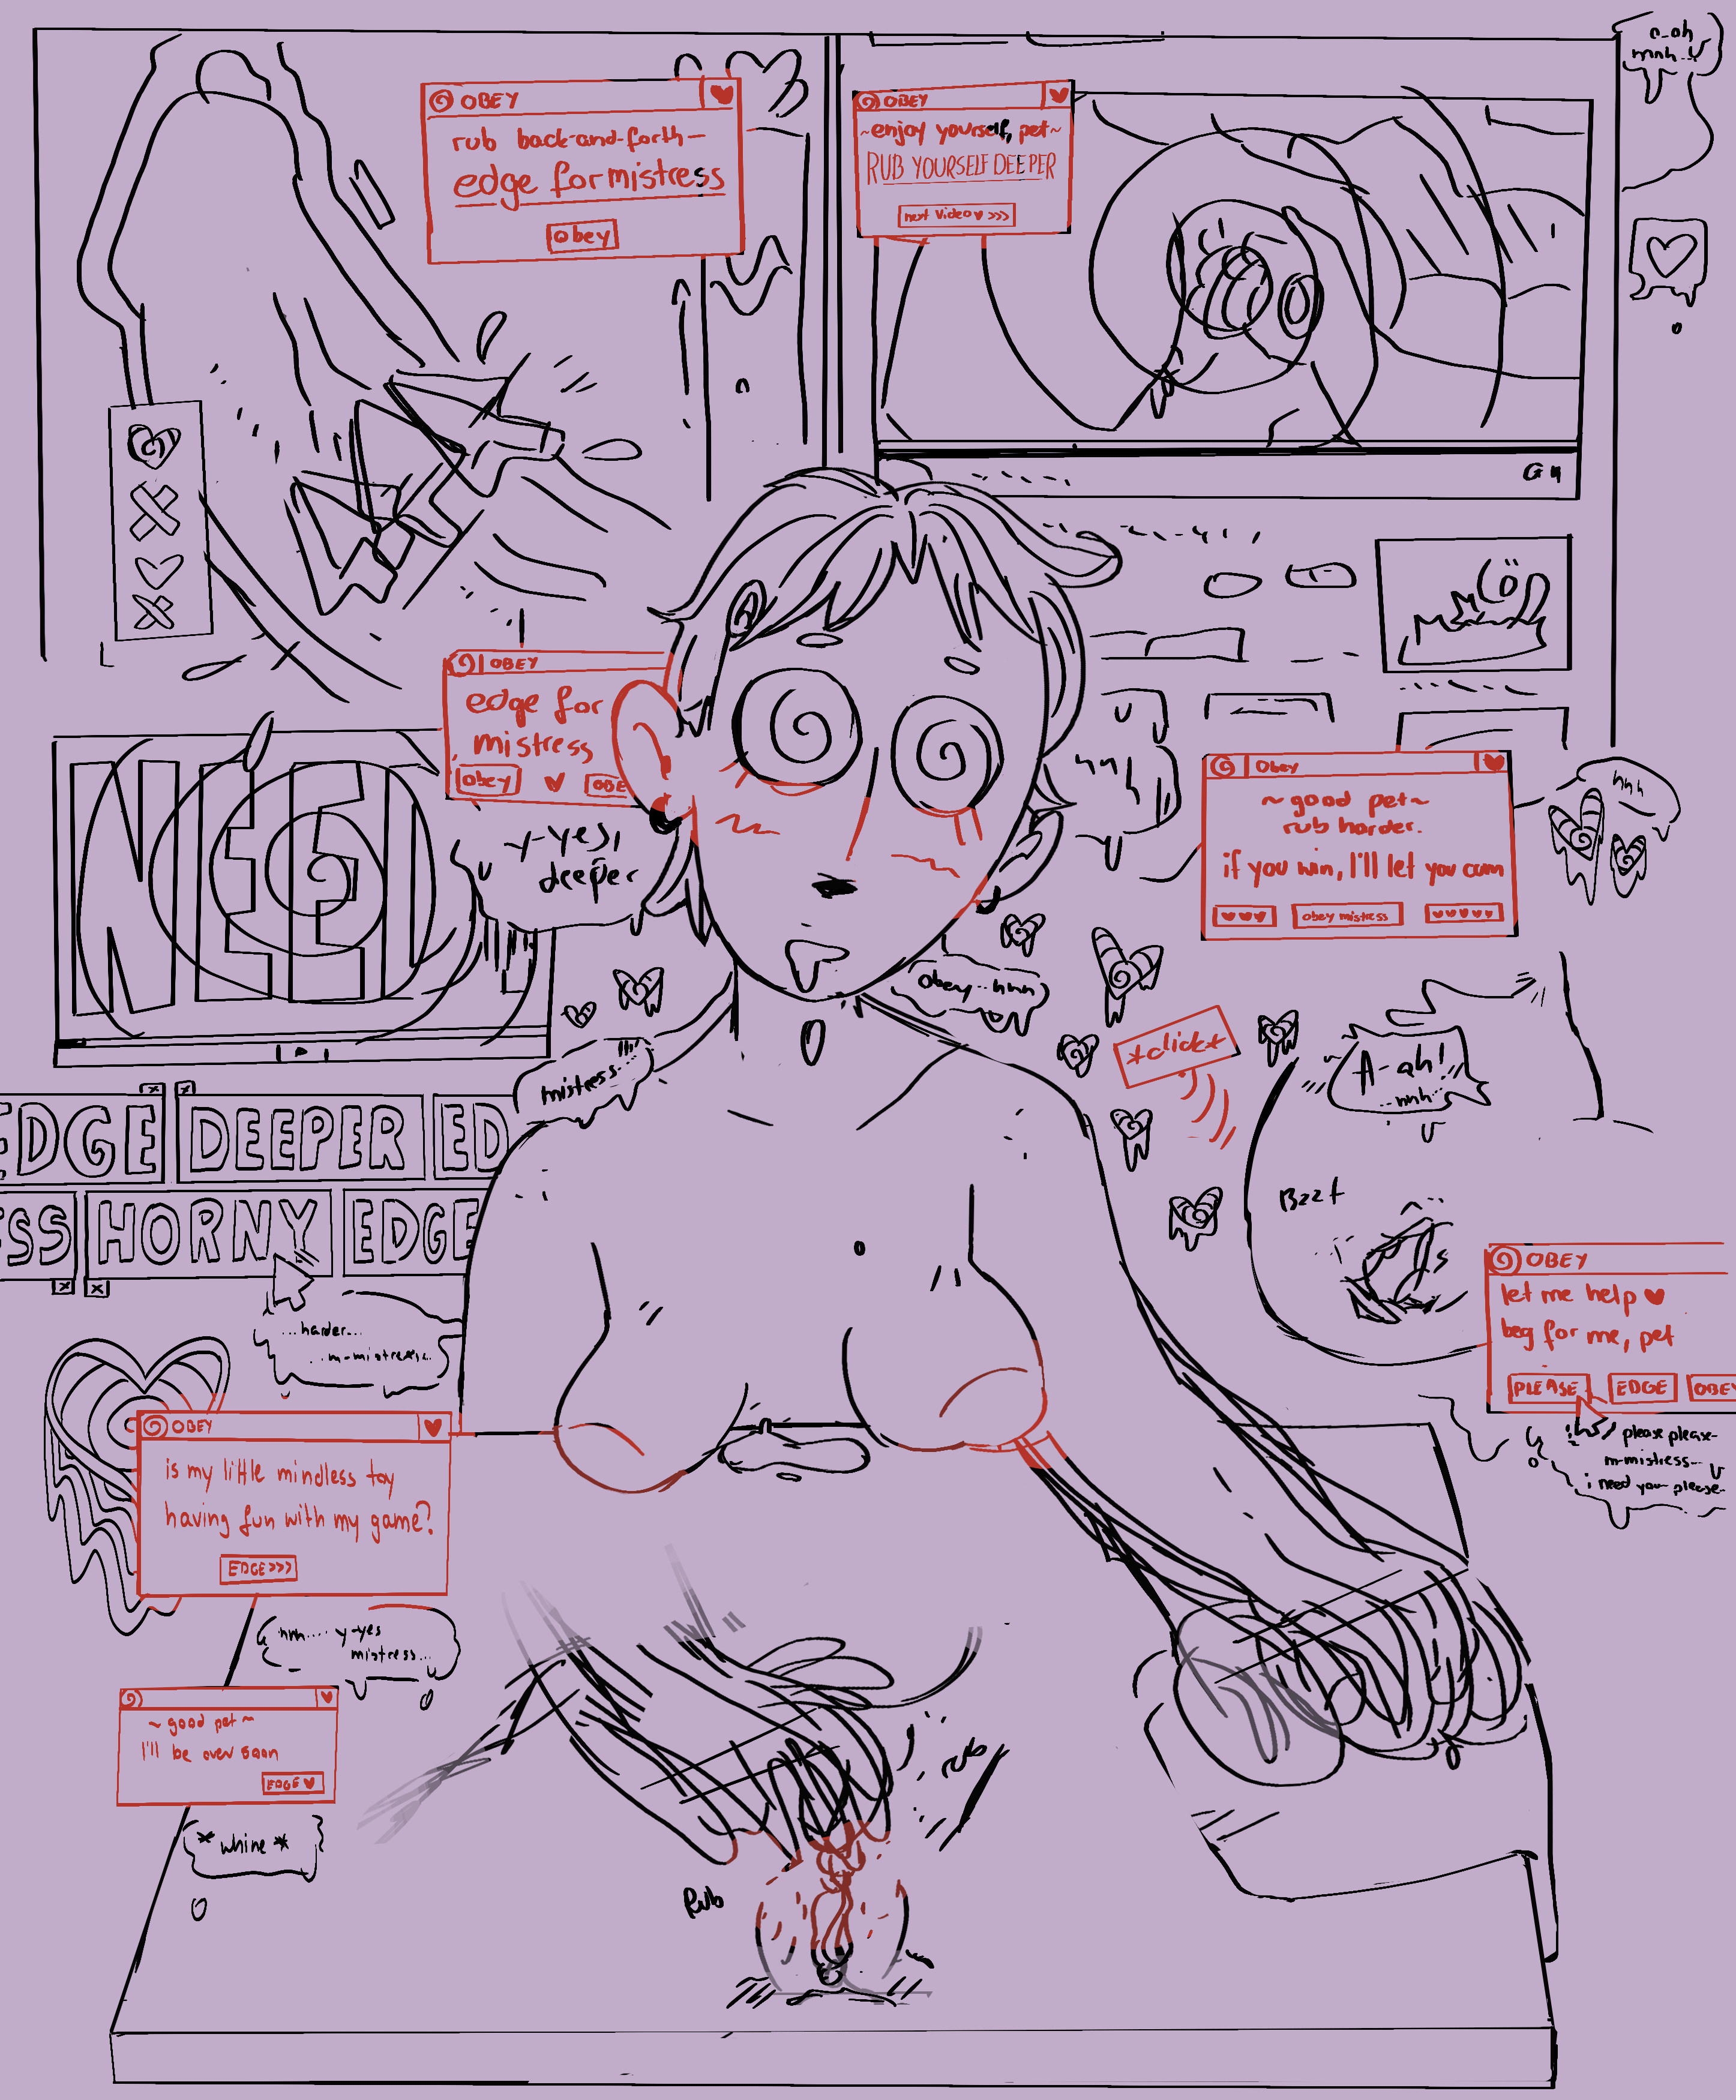 a-ah
mnh...
OBEY
rub back-and-forth-
edge for mistress
obey
OBEY
~enjoy yourself, pet~
RUB YOURSELF DEEPER
next video >>>
OBEY
edge for
mistress
obey
OBE
NEED
y-yes,
deeper
nnh
hnh
obey
~good pet~
rub harder.
if you win, I'll let you cum
obey mistress
obey--hnn
mistress...
*click*
A-ah!
..nnh..
EDGE DEEPER ED
ESS HORNY EDGE
Bzzt
...harder...
OBEY
let me help
beg for me, pet
PLEASE EDGE OBEY
please please-
m-mistress--
i need you please-
OBEY
is my little mindless toy
having fun with my game?
EDGE>>>
hnn.... y-yes
mistress...
~good pet~
I'll be over soon
EDGE
*whine*
rub
Rub